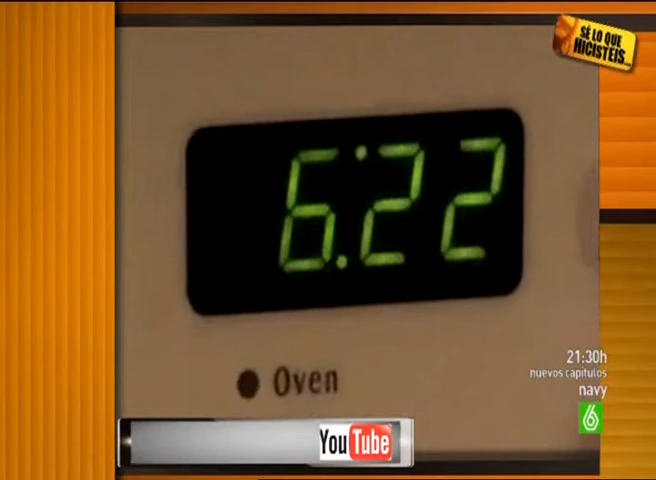 SÉ LO QUE
HICISTEIS...
6:22
Oven
21:30h
nuevos capítulos
navy
6
YouTube